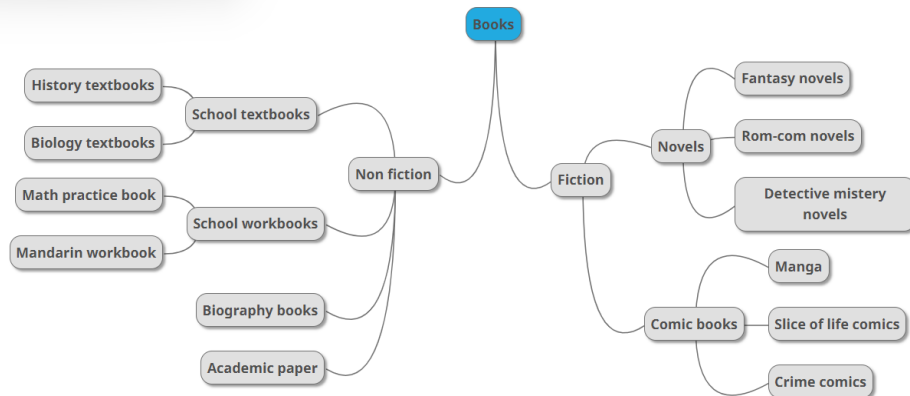 Books
History textbooks
School textbooks
Biology textbooks
Non fiction
Math practice book
School workbooks
Mandarin workbook
Biography books
Academic paper
Fiction
Novels
Fantasy novels
Rom-com novels
Detective mistery
novels
Comic books
Manga
Slice of life comics
Crime comics